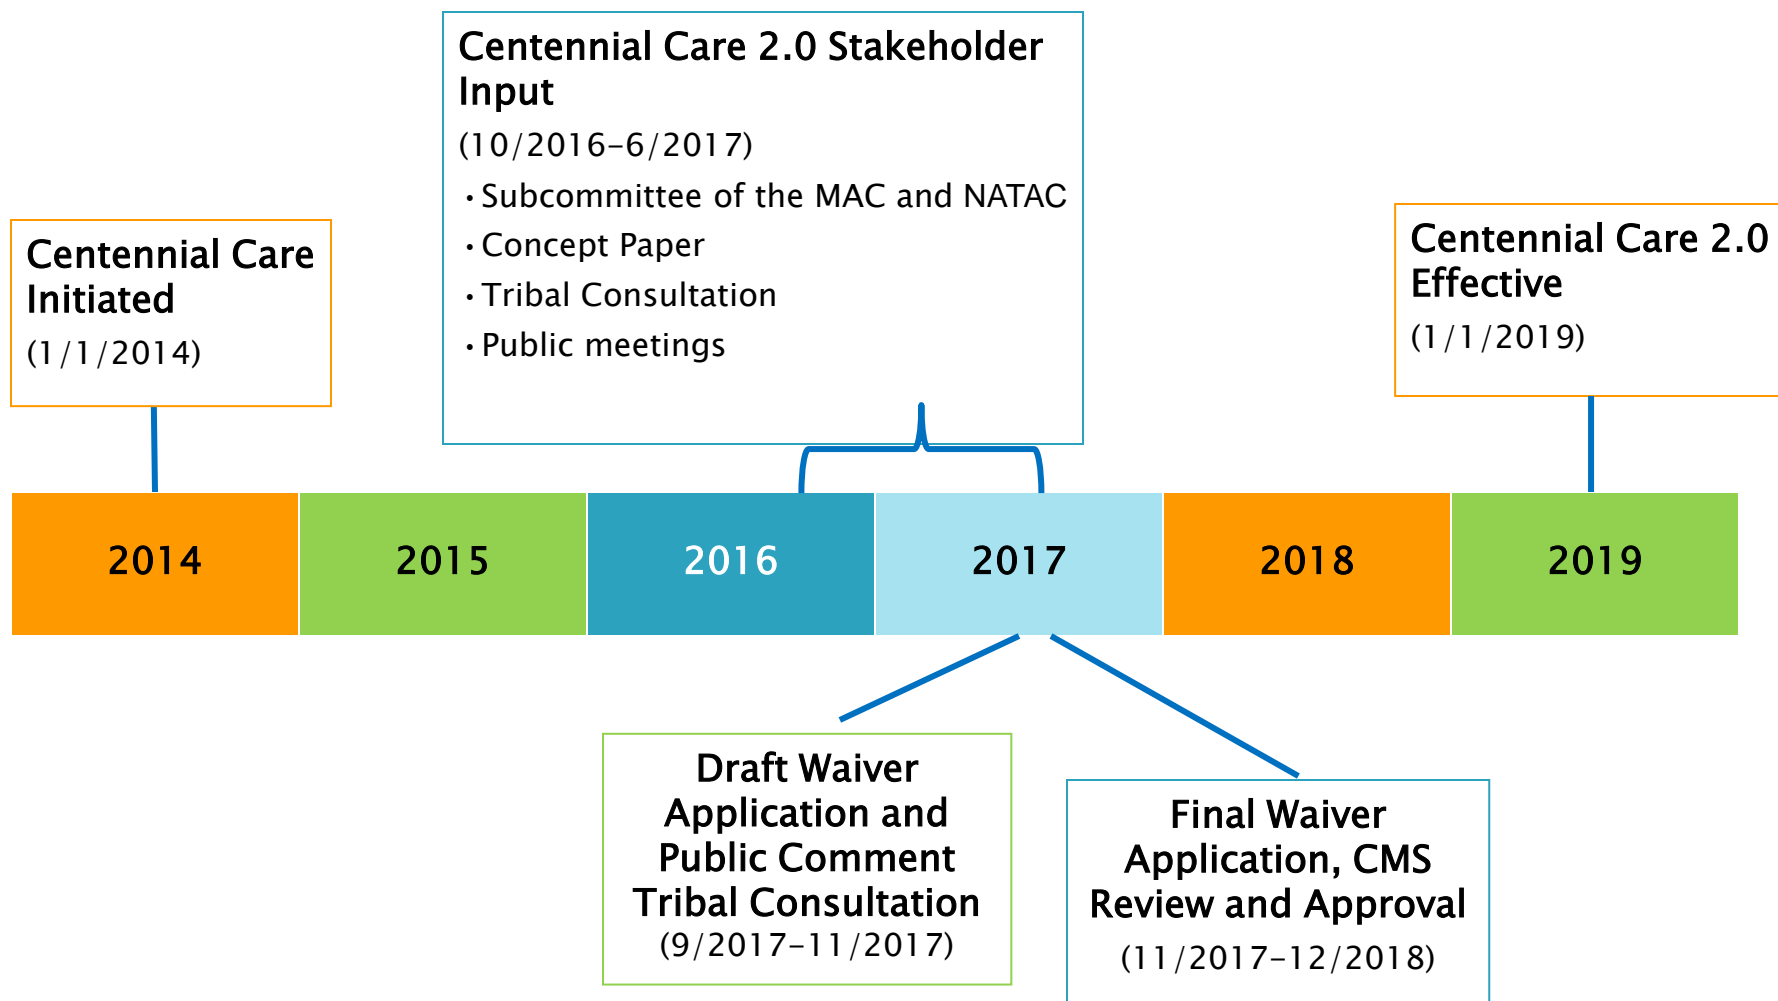 Centennial Care 2.0 Stakeholder
Input
(10/2016–6/2017)
• Subcommittee of the MAC and NATAC
• Concept Paper
• Tribal Consultation
• Public meetings
Centennial Care
Initiated
(1/1/2014)
Centennial Care 2.0
Effective
(1/1/2019)
2014
2015
2016
2017
2018
2019
Draft Waiver
Application and
Public Comment
Tribal Consultation
(9/2017–11/2017)
Final Waiver
Application, CMS
Review and Approval
(11/2017–12/2018)